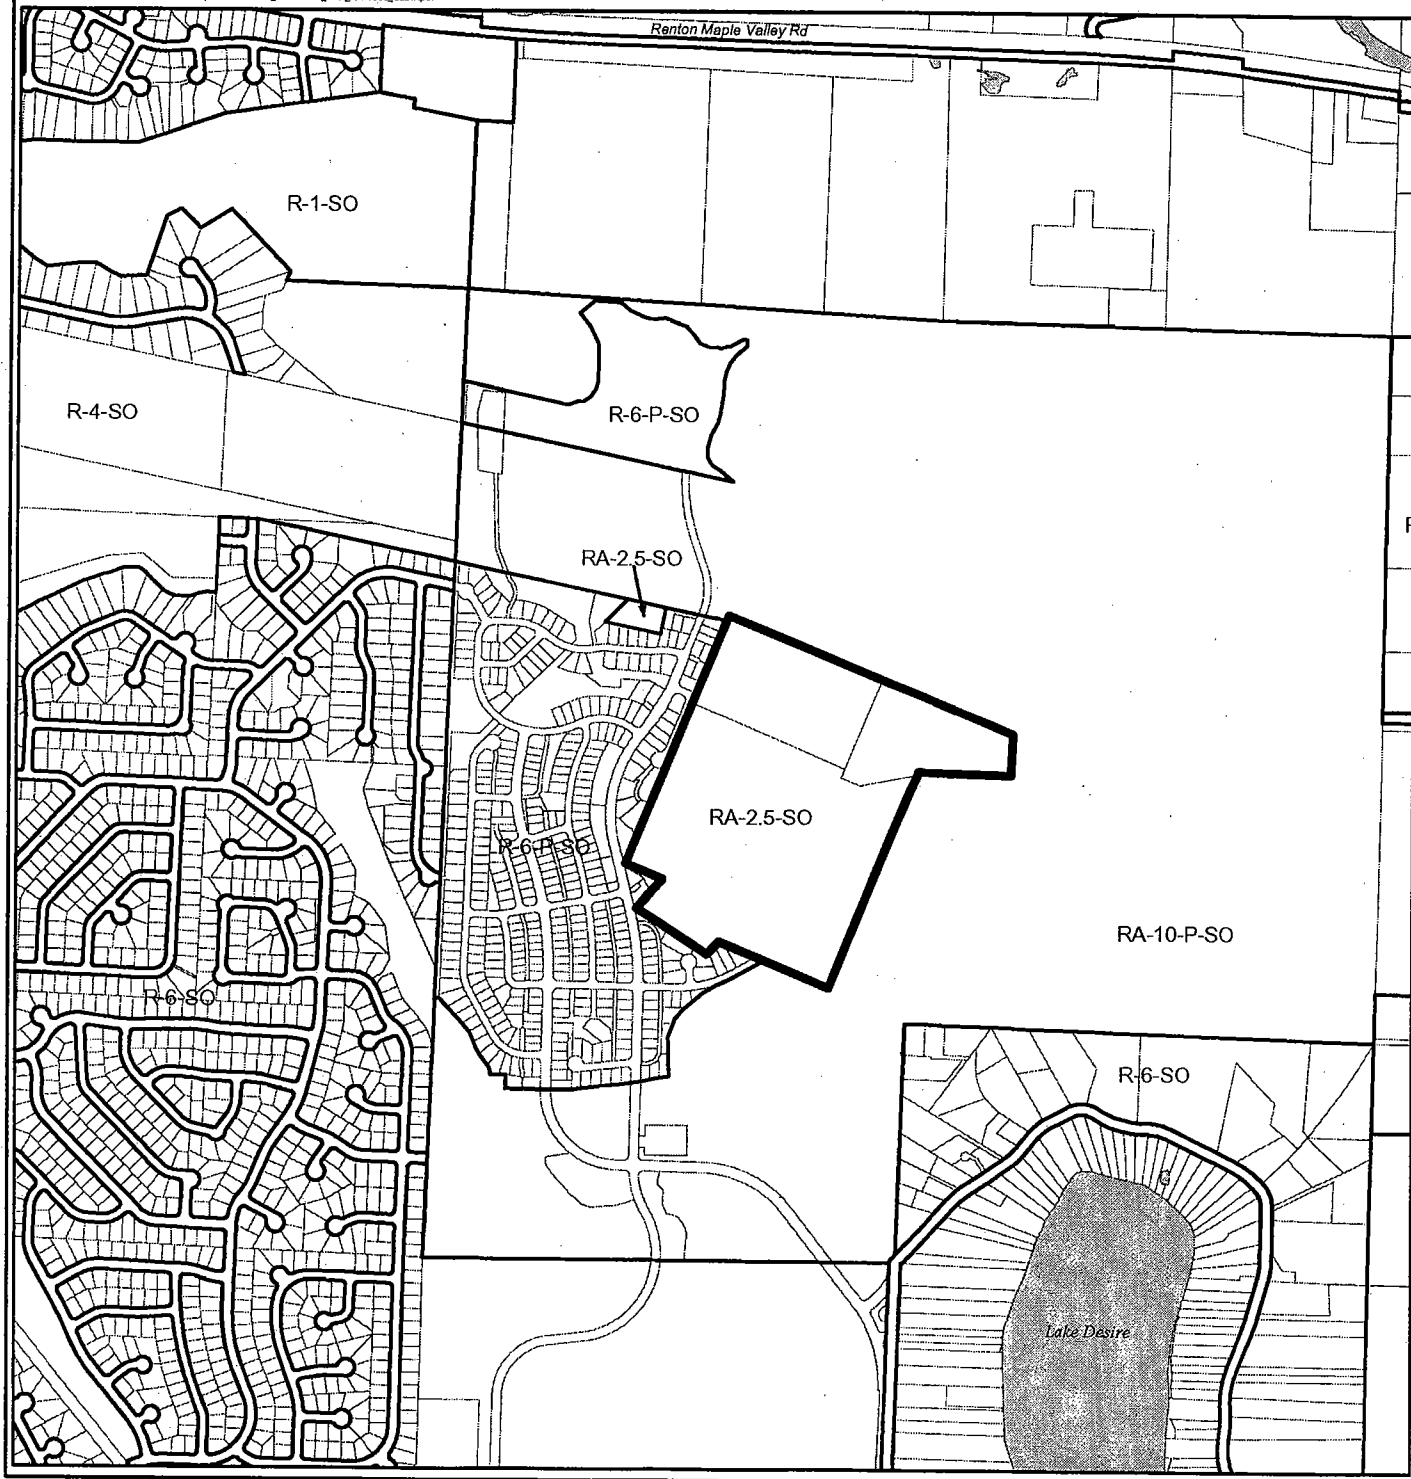 Renton Maple Valley Rd
R-1-SO
R-4-SO
R-6-P-SO
RA-2.5-SO
RA-2.5-SO
R-6-P-SO
RA-10-P-SO
R-6-SO
R-6-SO
Lake Desire